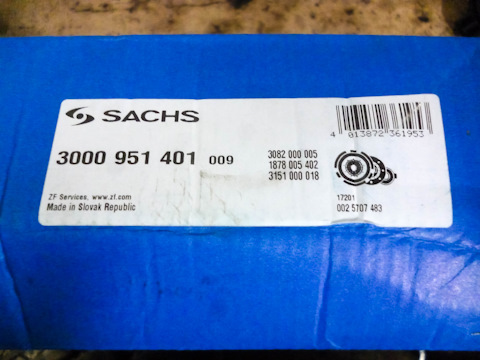 SACHS
4 013872 361953
3000 951 401 009
3082 000 005
1878 005 402
3151 000 018
ZF Services, www.zf.com
Made in Slovak Republic
17201
002 5707 483